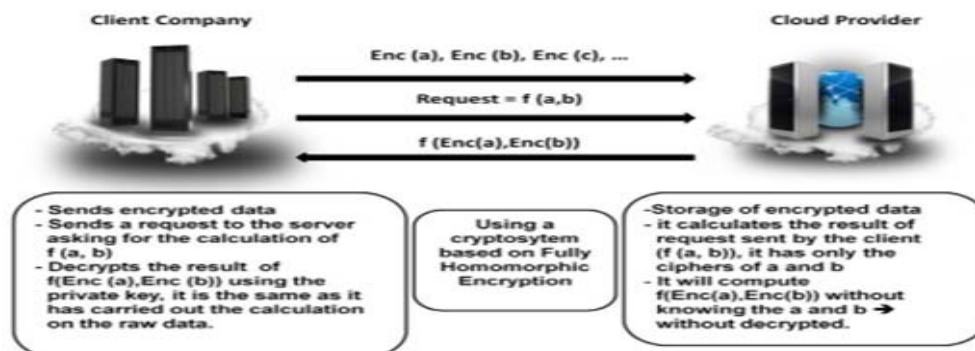 Client Company
Cloud Provider
Enc (a), Enc (b), Enc (c), ...
Request = f (a,b)
f (Enc(a),Enc(b))
- Sends encrypted data
- Sends a request to the server
asking for the calculation of
f (a, b)
- Decrypts the result of
f(Enc (a),Enc (b)) using the
private key, it is the same as it
has carried out the calculation
on the raw data.
Using a
cryptosytem
based on Fully
Homomorphic
Encryption
-Storage of encrypted data
- it calculates the result of
request sent by the client
(f (a, b)), it has only the
ciphers of a and b
- It will compute
f(Enc(a),Enc(b)) without
knowing the a and b ➔
without decrypted.